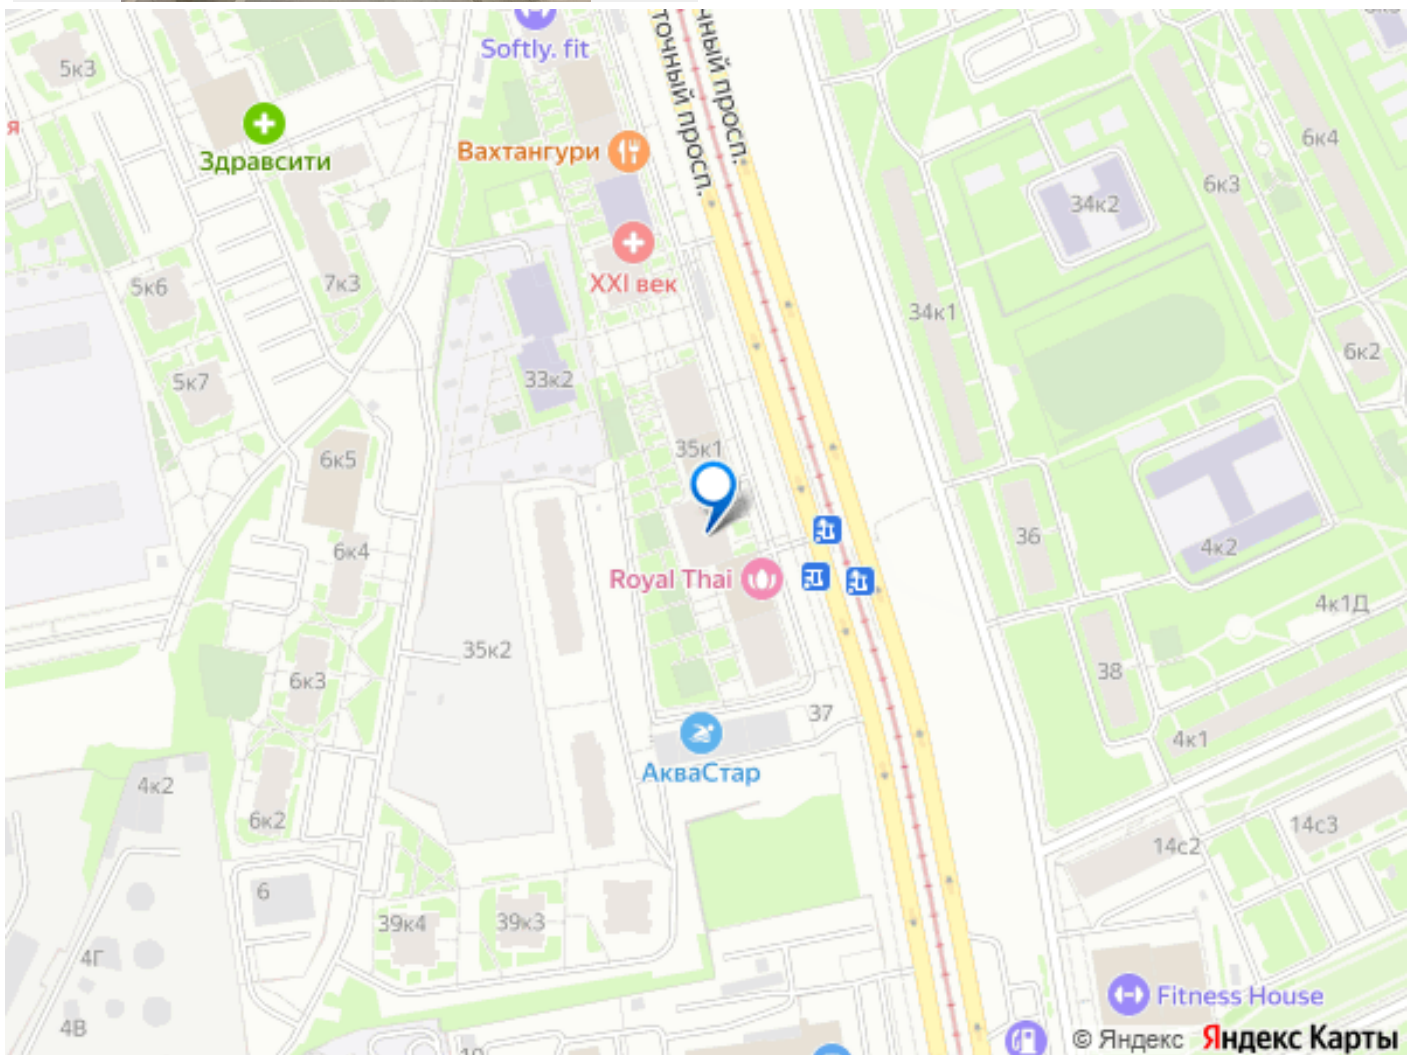 Softly. fit
точный просп.
чный просп.
5к3
я
Здравсити
Вахтангури
6к4
6к3
34к2
XXI век
5к6
7к3
34к1
6к2
5к7
33к2
35к1
6к5
36
4к2
6к4
Royal Thai
4к1Д
35к2
6к3
38
37
4к1
АкваСтар
4к2
6к2
14с3
14с2
6
39к4
39к3
4Г
Fitness House
4В
© Яндекс Яндекс Карты